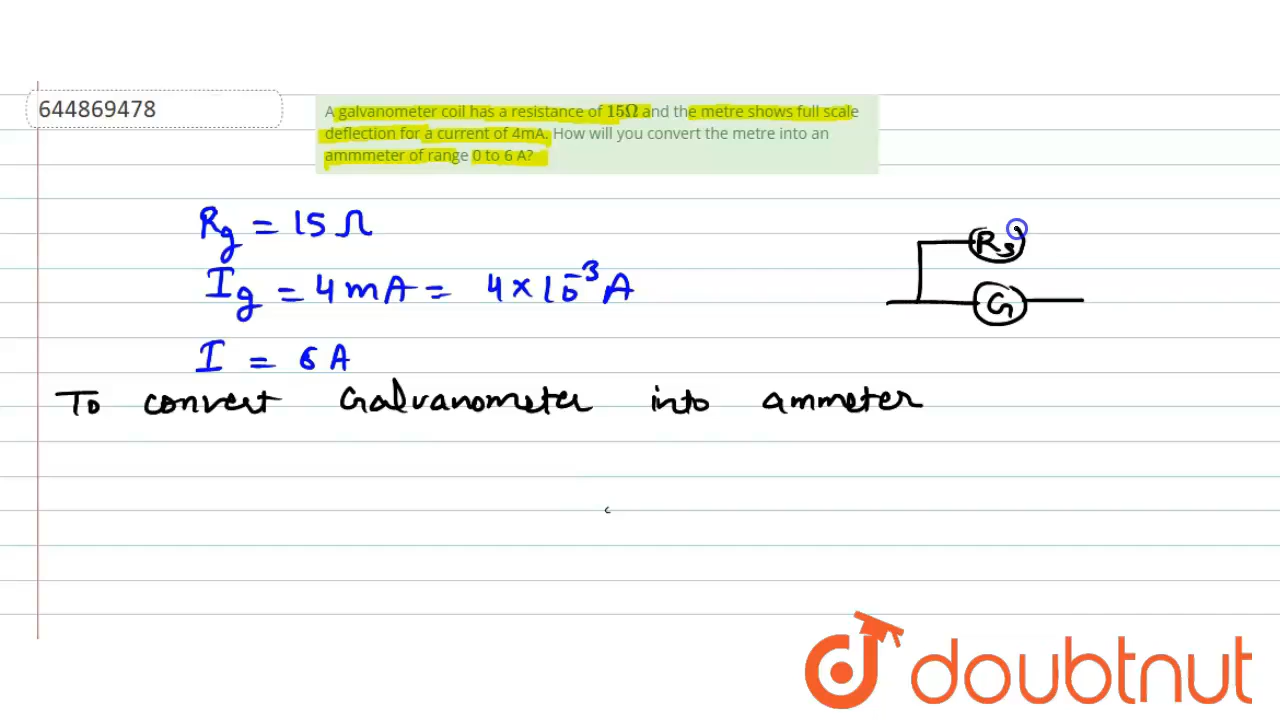 644869478
A galvanometer coil has a resistance of 15Ω and the metre shows full scale
deflection for a current of 4mA. How will you convert the metre into an
ammmeter of range 0 to 6 A?
Rg = 15 Ω
Ig = 4 mA = 4 × 10⁻³ A
I = 6 A
Rs
G
To convert Galvanometer into ammeter
doubtnut